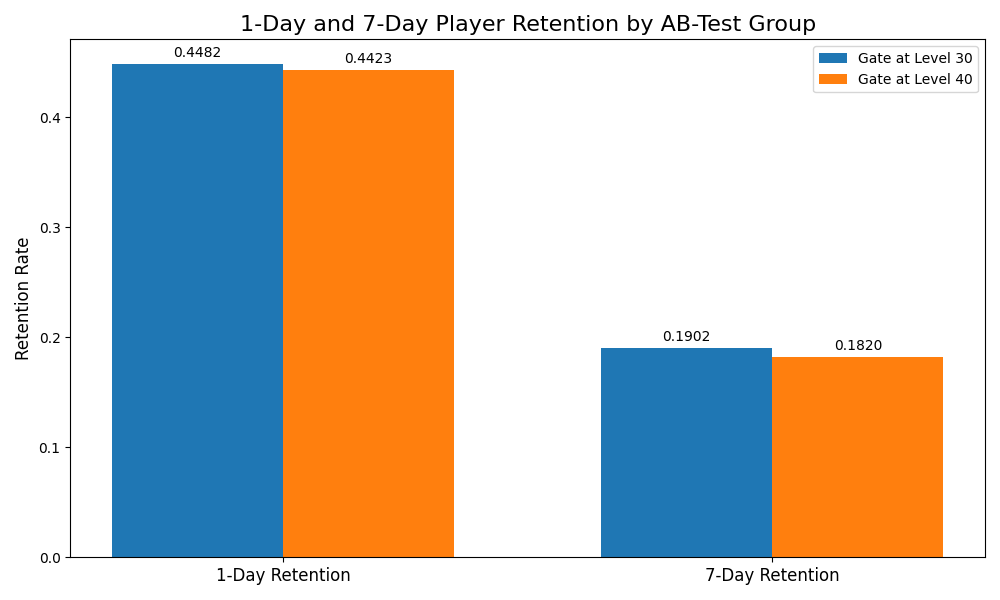 1-Day and 7-Day Player Retention by AB-Test Group
Gate at Level 30
Gate at Level 40
0.4482
0.4423
0.1902
0.1820
Retention Rate
0.4
0.3
0.2
0.1
0.0
1-Day Retention
7-Day Retention